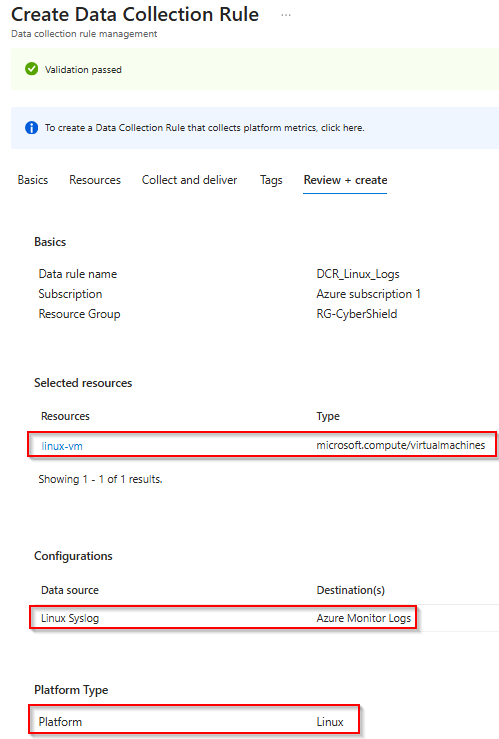 Create Data Collection Rule ...
Data collection rule management
Validation passed
To create a Data Collection Rule that collects platform metrics, click here.
Basics Resources Collect and deliver Tags Review + create
Basics
Data rule name DCR_Linux_Logs
Subscription Azure subscription 1
Resource Group RG-CyberShield
Selected resources
Resources Type
linux-vm microsoft.compute/virtualmachines
Showing 1 - 1 of 1 results.
Configurations
Data source Destination(s)
Linux Syslog Azure Monitor Logs
Platform Type
Platform Linux